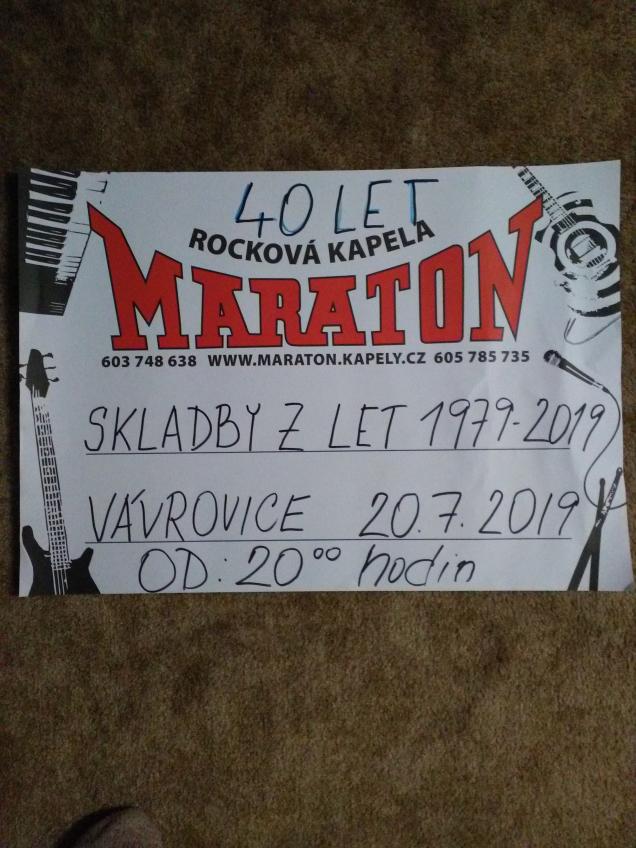 40 LET
ROCKOVÁ KAPELA
MARATON
603 748 638 WWW.MARATON.KAPELY.CZ 605 785 735
SKLADBY Z LET 1979-2019
VÁVROVICE 20.7.2019
OD: 20⁰⁰ hodin